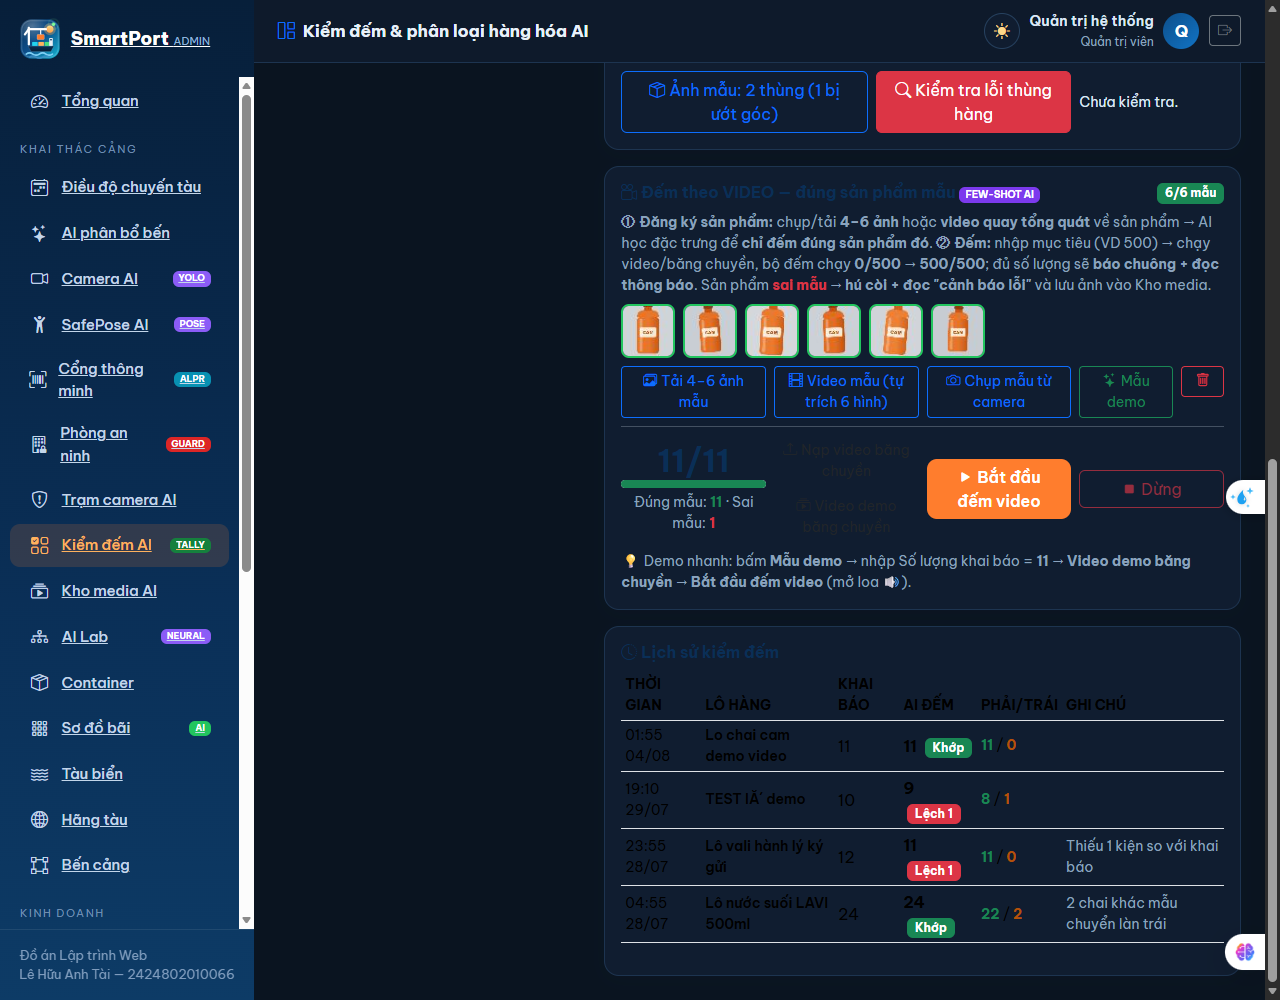 SmartPort ADMIN
Tổng quan
KHAI THÁC CẢNG
Điều độ chuyến tàu
AI phân bổ bến
Camera AI YOLO
SafePose AI POSE
Cổng thông
minh
ALPR
Phòng an
ninh
GUARD
Trạm camera AI
Kiểm đếm AI TALLY
Kho media AI
AI Lab NEURAL
Container
Sơ đồ bãi AI
Tàu biển
Hãng tàu
Bến cảng
KINH DOANH
Đồ án Lập trình Web
Lê Hữu Anh Tài — 2424802010066
Kiểm đếm & phân loại hàng hóa AI
Quản trị hệ thống
Quản trị viên
Q
Ảnh mẫu: 2 thùng (1 bị
ướt góc)
Kiểm tra lỗi thùng
hàng
Chưa kiểm tra.
Đếm theo VIDEO — đúng sản phẩm mẫu FEW-SHOT AI
6/6 mẫu
① Đăng ký sản phẩm: chụp/tải 4–6 ảnh hoặc video quay tổng quát về sản phẩm → AI
học đặc trưng để chỉ đếm đúng sản phẩm đó. ② Đếm: nhập mục tiêu (VD 500) → chạy
video/băng chuyền, bộ đếm chạy 0/500 → 500/500; đủ số lượng sẽ báo chuông + đọc
thông báo. Sản phẩm sai mẫu → hú còi + đọc "cảnh báo lỗi" và lưu ảnh vào Kho media.
CAM CAM CAM CAM CAM CAM
Tải 4–6 ảnh
mẫu
Video mẫu (tự
trích 6 hình)
Chụp mẫu từ
camera
Mẫu
demo
11/11
Đúng mẫu: 11 · Sai
mẫu: 1
Nạp video băng
chuyền
Video demo
băng chuyền
Bắt đầu
đếm video
Dừng
Demo nhanh: bấm Mẫu demo → nhập Số lượng khai báo = 11 → Video demo băng
chuyền → Bắt đầu đếm video (mở loa 🔊).
Lịch sử kiểm đếm
THỜI
GIAN
LÔ HÀNG
KHAI
BÁO
AI ĐẾM
PHẢI/TRÁI
GHI CHÚ
01:55
04/08
Lo chai cam
demo video
11
11 Khớp
11 / 0
19:10
29/07
TEST lÃ´ demo
10
9
Lệch 1
8 / 1
23:55
28/07
Lô vali hành lý ký
gửi
12
11
Lệch 1
11 / 0
Thiếu 1 kiện so với khai
báo
04:55
28/07
Lô nước suối LAVI
500ml
24
24
Khớp
22 / 2
2 chai khác mẫu
chuyển làn trái